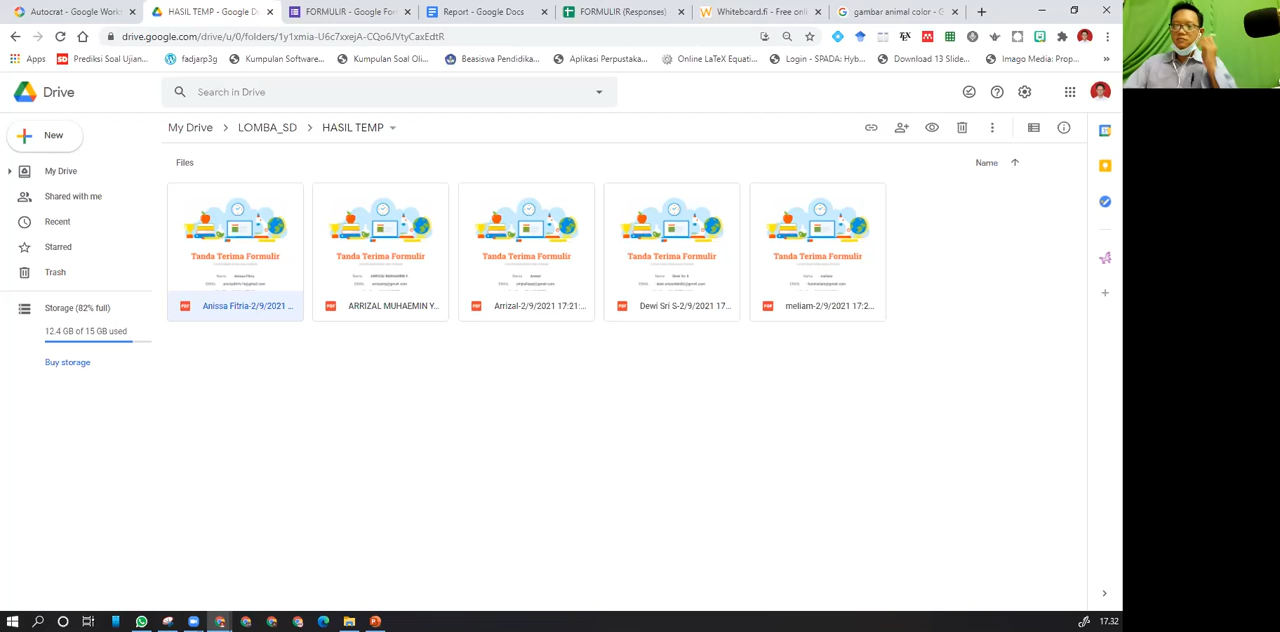 Autocrat - Google Works
HASIL TEMP - Google D
FORMULIR - Google For
Report - Google Docs
FORMULIR (Responses)
Whiteboard.fi - Free onli
gambar animal color - G
drive.google.com/drive/u/0/folders/1y1xmia-U6c7xxejA-CQo6JVtyCaxEdtR
Apps
Prediksi Soal Ujian...
fadjarp3g
Kumpulan Software...
Kumpulan Soal Oli...
Beasiswa Pendidika...
Aplikasi Perpustaka...
Online LaTeX Equati...
Login - SPADA: Hyb...
Download 13 Slide...
Imago Media: Prop...
Drive
Search in Drive
New
My Drive
Shared with me
Recent
Starred
Trash
Storage (82% full)
12.4 GB of 15 GB used
Buy storage
My Drive
LOMBA_SD
HASIL TEMP
Files
Name
Tanda Terima Formulir
Anissa Fitria-2/9/2021 ...
Tanda Terima Formulir
ARRIZAL MUHAEMIN Y...
Tanda Terima Formulir
Arrizal-2/9/2021 17:21:...
Tanda Terima Formulir
Dewi Sri S-2/9/2021 17...
Tanda Terima Formulir
meliam-2/9/2021 17:2...
17.32